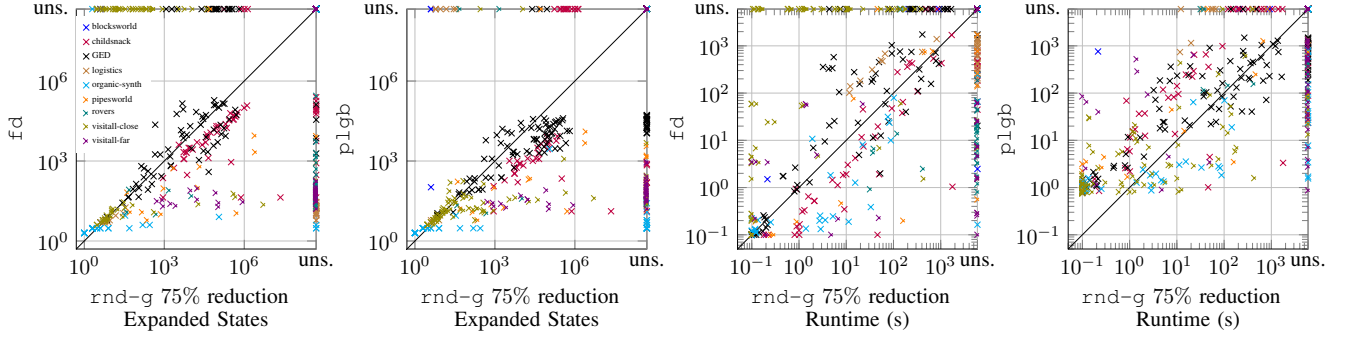 uns.
blocksworld
childsnack
GED
logistics
organic-synth
pipesworld
rovers
visitall-close
visitall-far
10^6
10^3
10^0
fd
10^0 10^3 10^6 uns.
rnd-g 75% reduction
Expanded States
uns.
10^6
10^3
10^0
plgb
10^0 10^3 10^6 uns.
rnd-g 75% reduction
Expanded States
uns.
10^3
10^2
10^1
10^0
10^−1
fd
10^−1 10^0 10^1 10^2 10^3 uns.
rnd-g 75% reduction
Runtime (s)
uns.
10^3
10^2
10^1
10^0
10^−1
plgb
10^−1 10^0 10^1 10^2 10^3 uns.
rnd-g 75% reduction
Runtime (s)